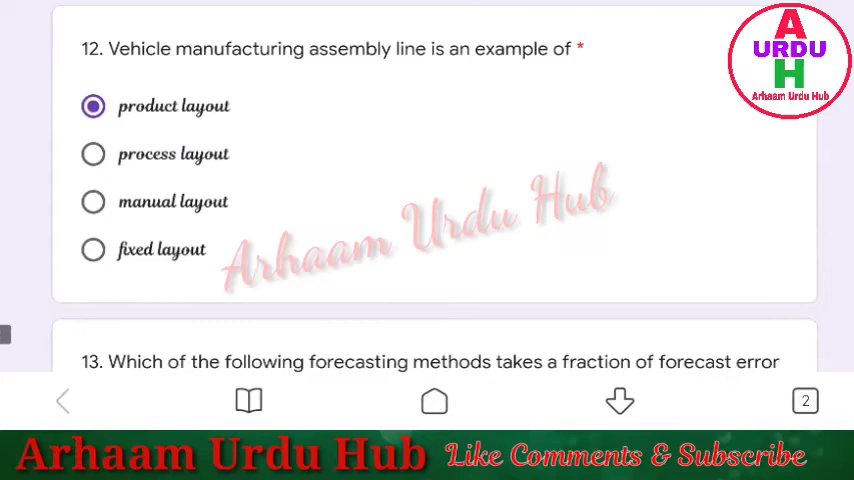 12. Vehicle manufacturing assembly line is an example of *
product layout
process layout
manual layout
fixed layout
13. Which of the following forecasting methods takes a fraction of forecast error
A
URDU
H
Arhaam Urdu Hub
Arhaam Urdu Hub
2
Arhaam Urdu Hub Like Comments & Subscribe